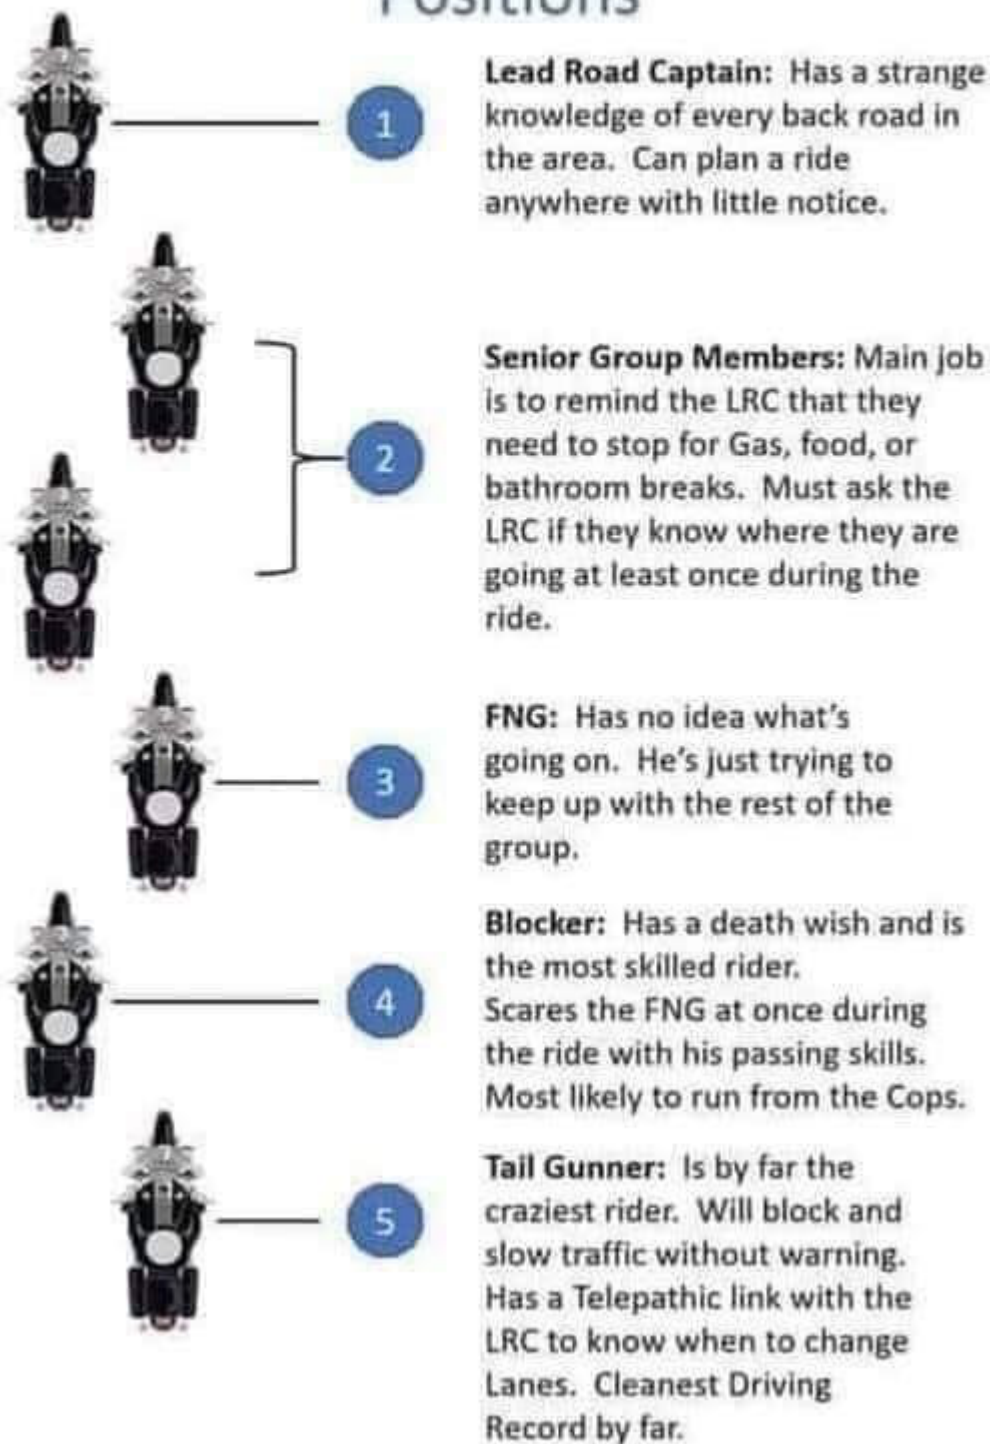 Positions
1
Lead Road Captain: Has a strange
knowledge of every back road in
the area. Can plan a ride
anywhere with little notice.
2
Senior Group Members: Main job
is to remind the LRC that they
need to stop for Gas, food, or
bathroom breaks. Must ask the
LRC if they know where they are
going at least once during the
ride.
3
FNG: Has no idea what's
going on. He's just trying to
keep up with the rest of the
group.
4
Blocker: Has a death wish and is
the most skilled rider.
Scares the FNG at once during
the ride with his passing skills.
Most likely to run from the Cops.
5
Tail Gunner: Is by far the
craziest rider. Will block and
slow traffic without warning.
Has a Telepathic link with the
LRC to know when to change
Lanes. Cleanest Driving
Record by far.